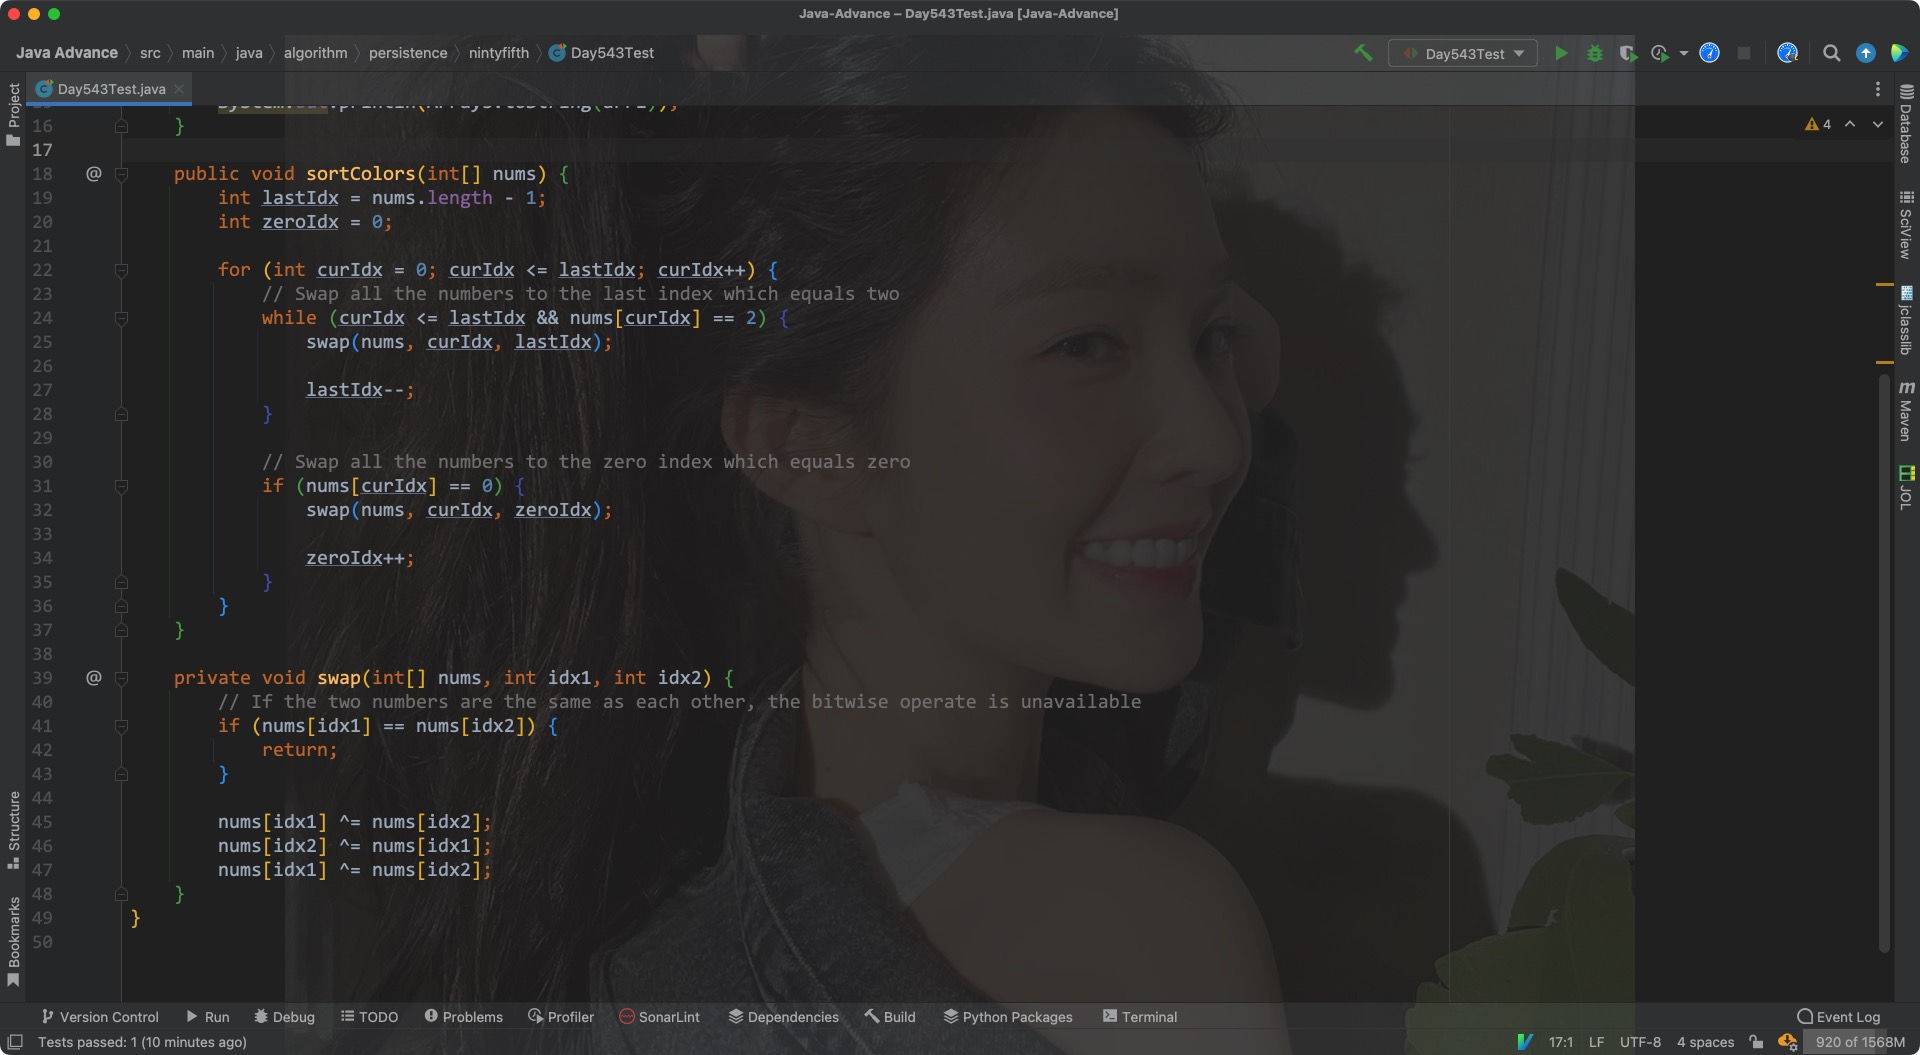 Java-Advance – Day543Test.java [Java-Advance]
Java Advance 〉 src 〉 main 〉 java 〉 algorithm 〉 persistence 〉 nintyfifth 〉 Day543Test
Day543Test
Day543Test.java
Project
15 System.out.println(Arrays.toString(arr1));
16 }
4
17
18 @ public void sortColors(int[] nums) {
19 int lastIdx = nums.length - 1;
20 int zeroIdx = 0;
21
22 for (int curIdx = 0; curIdx <= lastIdx; curIdx++) {
23 // Swap all the numbers to the last index which equals two
24 while (curIdx <= lastIdx && nums[curIdx] == 2) {
25 swap(nums, curIdx, lastIdx);
26
27 lastIdx--;
28 }
29
30 // Swap all the numbers to the zero index which equals zero
31 if (nums[curIdx] == 0) {
32 swap(nums, curIdx, zeroIdx);
33
34 zeroIdx++;
35 }
36 }
37 }
38
39 @ private void swap(int[] nums, int idx1, int idx2) {
40 // If the two numbers are the same as each other, the bitwise operate is unavailable
41 if (nums[idx1] == nums[idx2]) {
42 return;
43 }
44
45 nums[idx1] ^= nums[idx2];
46 nums[idx2] ^= nums[idx1];
47 nums[idx1] ^= nums[idx2];
48 }
49 }
50
Structure
Bookmarks
Database
SciView
jclasslib
Maven
JOL
Version Control Run Debug TODO Problems Profiler SonarLint Dependencies Build Python Packages Terminal Event Log
Tests passed: 1 (10 minutes ago) 17:1 LF UTF-8 4 spaces 920 of 1568M